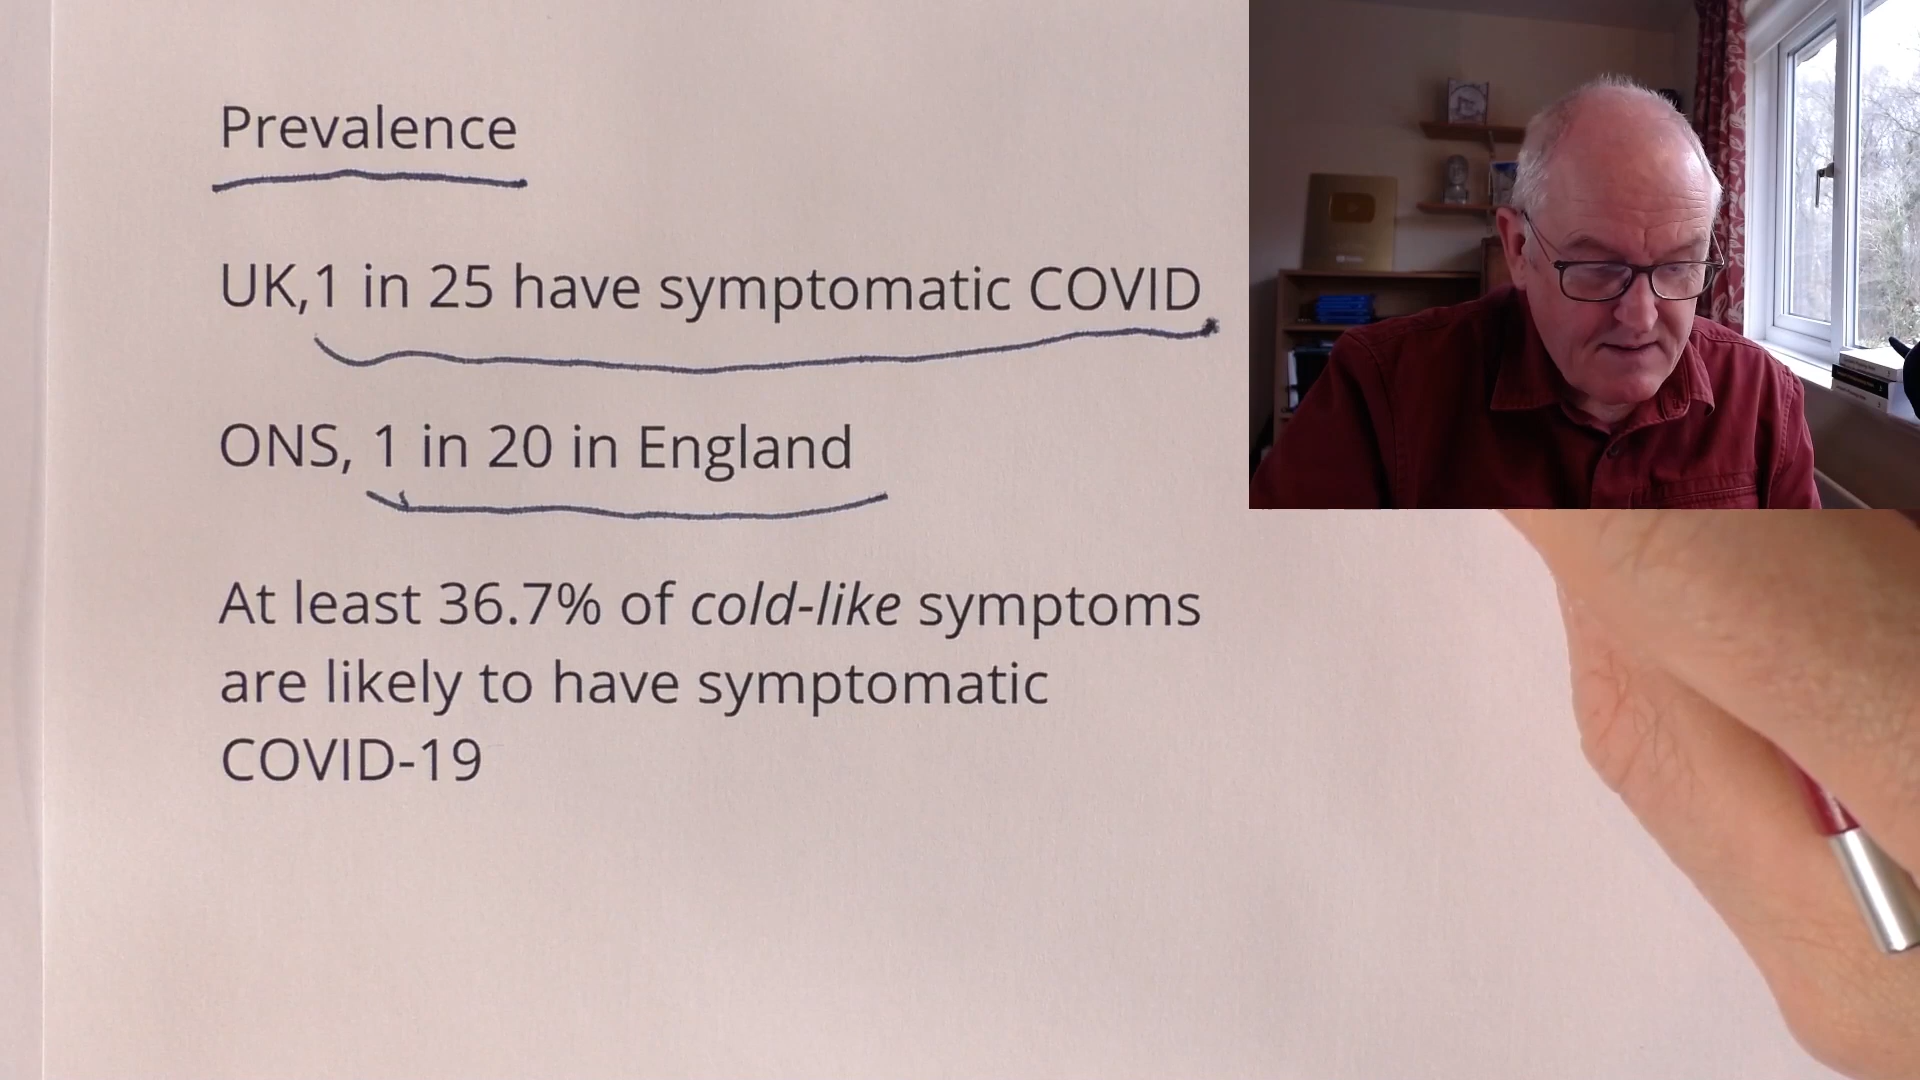 Prevalence
UK,1 in 25 have symptomatic COVID
ONS, 1 in 20 in England
At least 36.7% of cold-like symptoms
are likely to have symptomatic
COVID-19